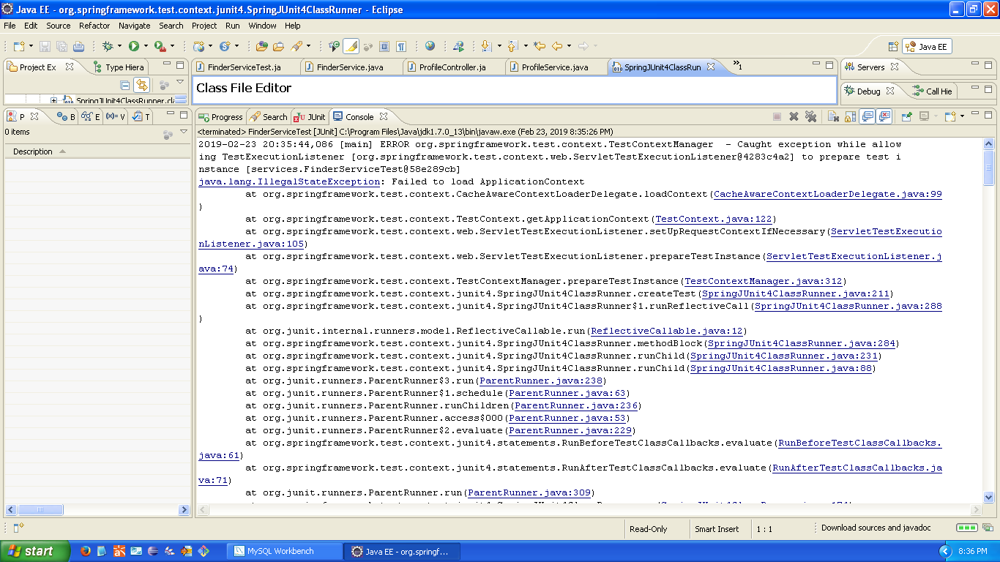 Java EE - org.springframework.test.context.junit4.SpringJUnit4ClassRunner - Eclipse
File Edit Source Refactor Navigate Search Project Run Window Help
Java EE
Project Ex
Type Hiera
FinderServiceTest.ja
FinderService.java
ProfileController.ja
ProfileService.java
SpringJUnit4ClassRun
»1
Servers
SpringJUnit4ClassRunner.cl
Class File Editor
Debug
Call Hie
P
B
E
(x)= V
T
0 items
Description
Progress
Search
JUnit
Console
<terminated> FinderServiceTest [JUnit] C:\Program Files\Java\jdk1.7.0_13\bin\javaw.exe (Feb 23, 2019 8:35:26 PM)
2019-02-23 20:35:44,086 [main] ERROR org.springframework.test.context.TestContextManager  - Caught exception while allow
ing TestExecutionListener [org.springframework.test.context.web.ServletTestExecutionListener@4283c4a2] to prepare test i
nstance [services.FinderServiceTest@58e289cb]
java.lang.IllegalStateException: Failed to load ApplicationContext
at org.springframework.test.context.CacheAwareContextLoaderDelegate.loadContext(CacheAwareContextLoaderDelegate.java:99
)
at org.springframework.test.context.TestContext.getApplicationContext(TestContext.java:122)
at org.springframework.test.context.web.ServletTestExecutionListener.setUpRequestContextIfNecessary(ServletTestExecutio
nListener.java:105)
at org.springframework.test.context.web.ServletTestExecutionListener.prepareTestInstance(ServletTestExecutionListener.j
ava:74)
at org.springframework.test.context.TestContextManager.prepareTestInstance(TestContextManager.java:312)
at org.springframework.test.context.junit4.SpringJUnit4ClassRunner.createTest(SpringJUnit4ClassRunner.java:211)
at org.springframework.test.context.junit4.SpringJUnit4ClassRunner$1.runReflectiveCall(SpringJUnit4ClassRunner.java:288
)
at org.junit.internal.runners.model.ReflectiveCallable.run(ReflectiveCallable.java:12)
at org.springframework.test.context.junit4.SpringJUnit4ClassRunner.methodBlock(SpringJUnit4ClassRunner.java:284)
at org.springframework.test.context.junit4.SpringJUnit4ClassRunner.runChild(SpringJUnit4ClassRunner.java:231)
at org.springframework.test.context.junit4.SpringJUnit4ClassRunner.runChild(SpringJUnit4ClassRunner.java:88)
at org.junit.runners.ParentRunner$3.run(ParentRunner.java:238)
at org.junit.runners.ParentRunner$1.schedule(ParentRunner.java:63)
at org.junit.runners.ParentRunner.runChildren(ParentRunner.java:236)
at org.junit.runners.ParentRunner.access$000(ParentRunner.java:53)
at org.junit.runners.ParentRunner$2.evaluate(ParentRunner.java:229)
at org.springframework.test.context.junit4.statements.RunBeforeTestClassCallbacks.evaluate(RunBeforeTestClassCallbacks.
java:61)
at org.springframework.test.context.junit4.statements.RunAfterTestClassCallbacks.evaluate(RunAfterTestClassCallbacks.ja
va:71)
at org.junit.runners.ParentRunner.run(ParentRunner.java:309)
Read-Only
Smart Insert
1 : 1
Download sources and javadoc
start
MySQL Workbench
Java EE - org.springf...
8:36 PM